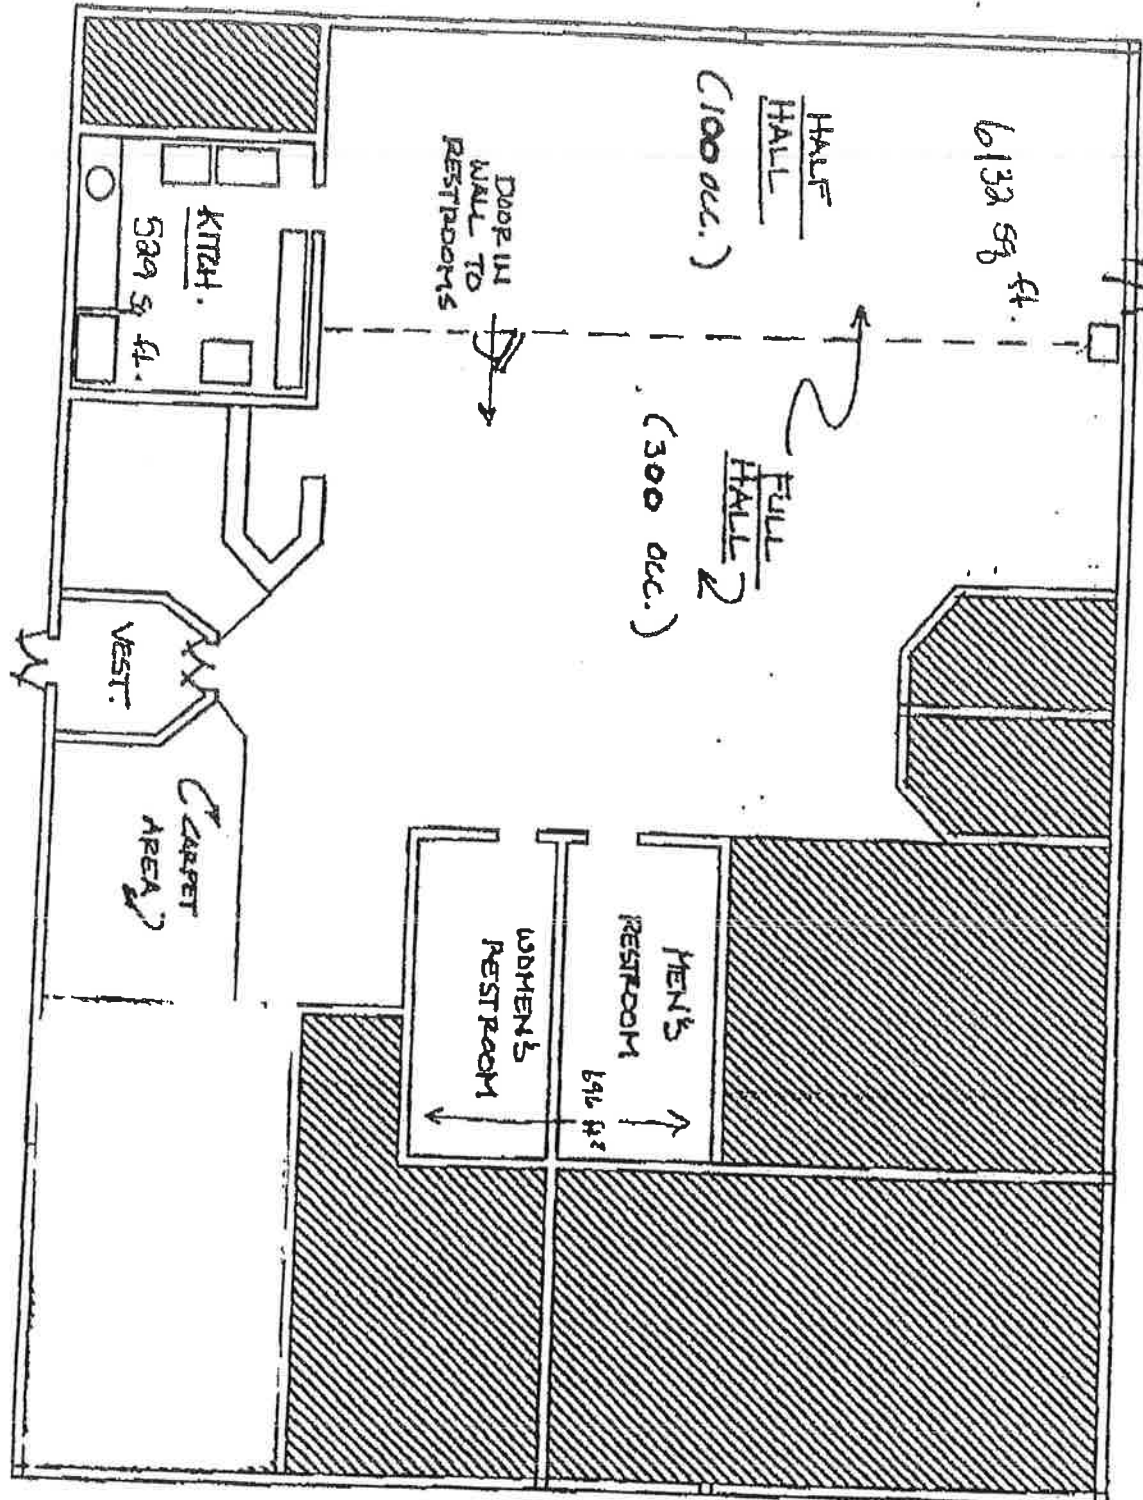 6132 sq ft.
HALF
HALL
(100 OCC.)
FULL
HALL
(300 OCC.)
DOOR IN
WALL TO
RESTROOMS
KITCH.
529 sq ft.
VEST.
(CARPET
AREA)
MEN'S
RESTROOM
696 ft²
WOMEN'S
RESTROOM